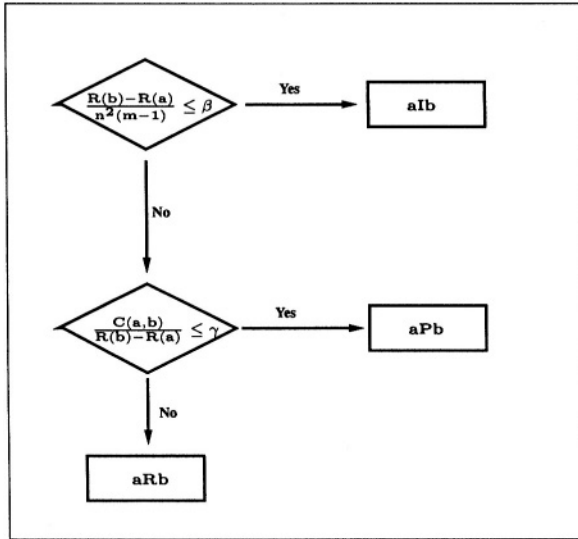 R(b)−R(a) / n²(m−1) ≤ β
Yes
aIb
No
C(a,b) / R(b)−R(a) ≤ γ
Yes
aPb
No
aRb